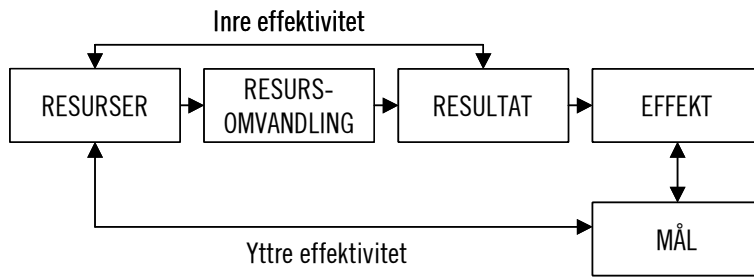 Inre effektivitet
RESURSER
RESURS-
OMVANDLING
RESULTAT
EFFEKT
MÅL
Yttre effektivitet